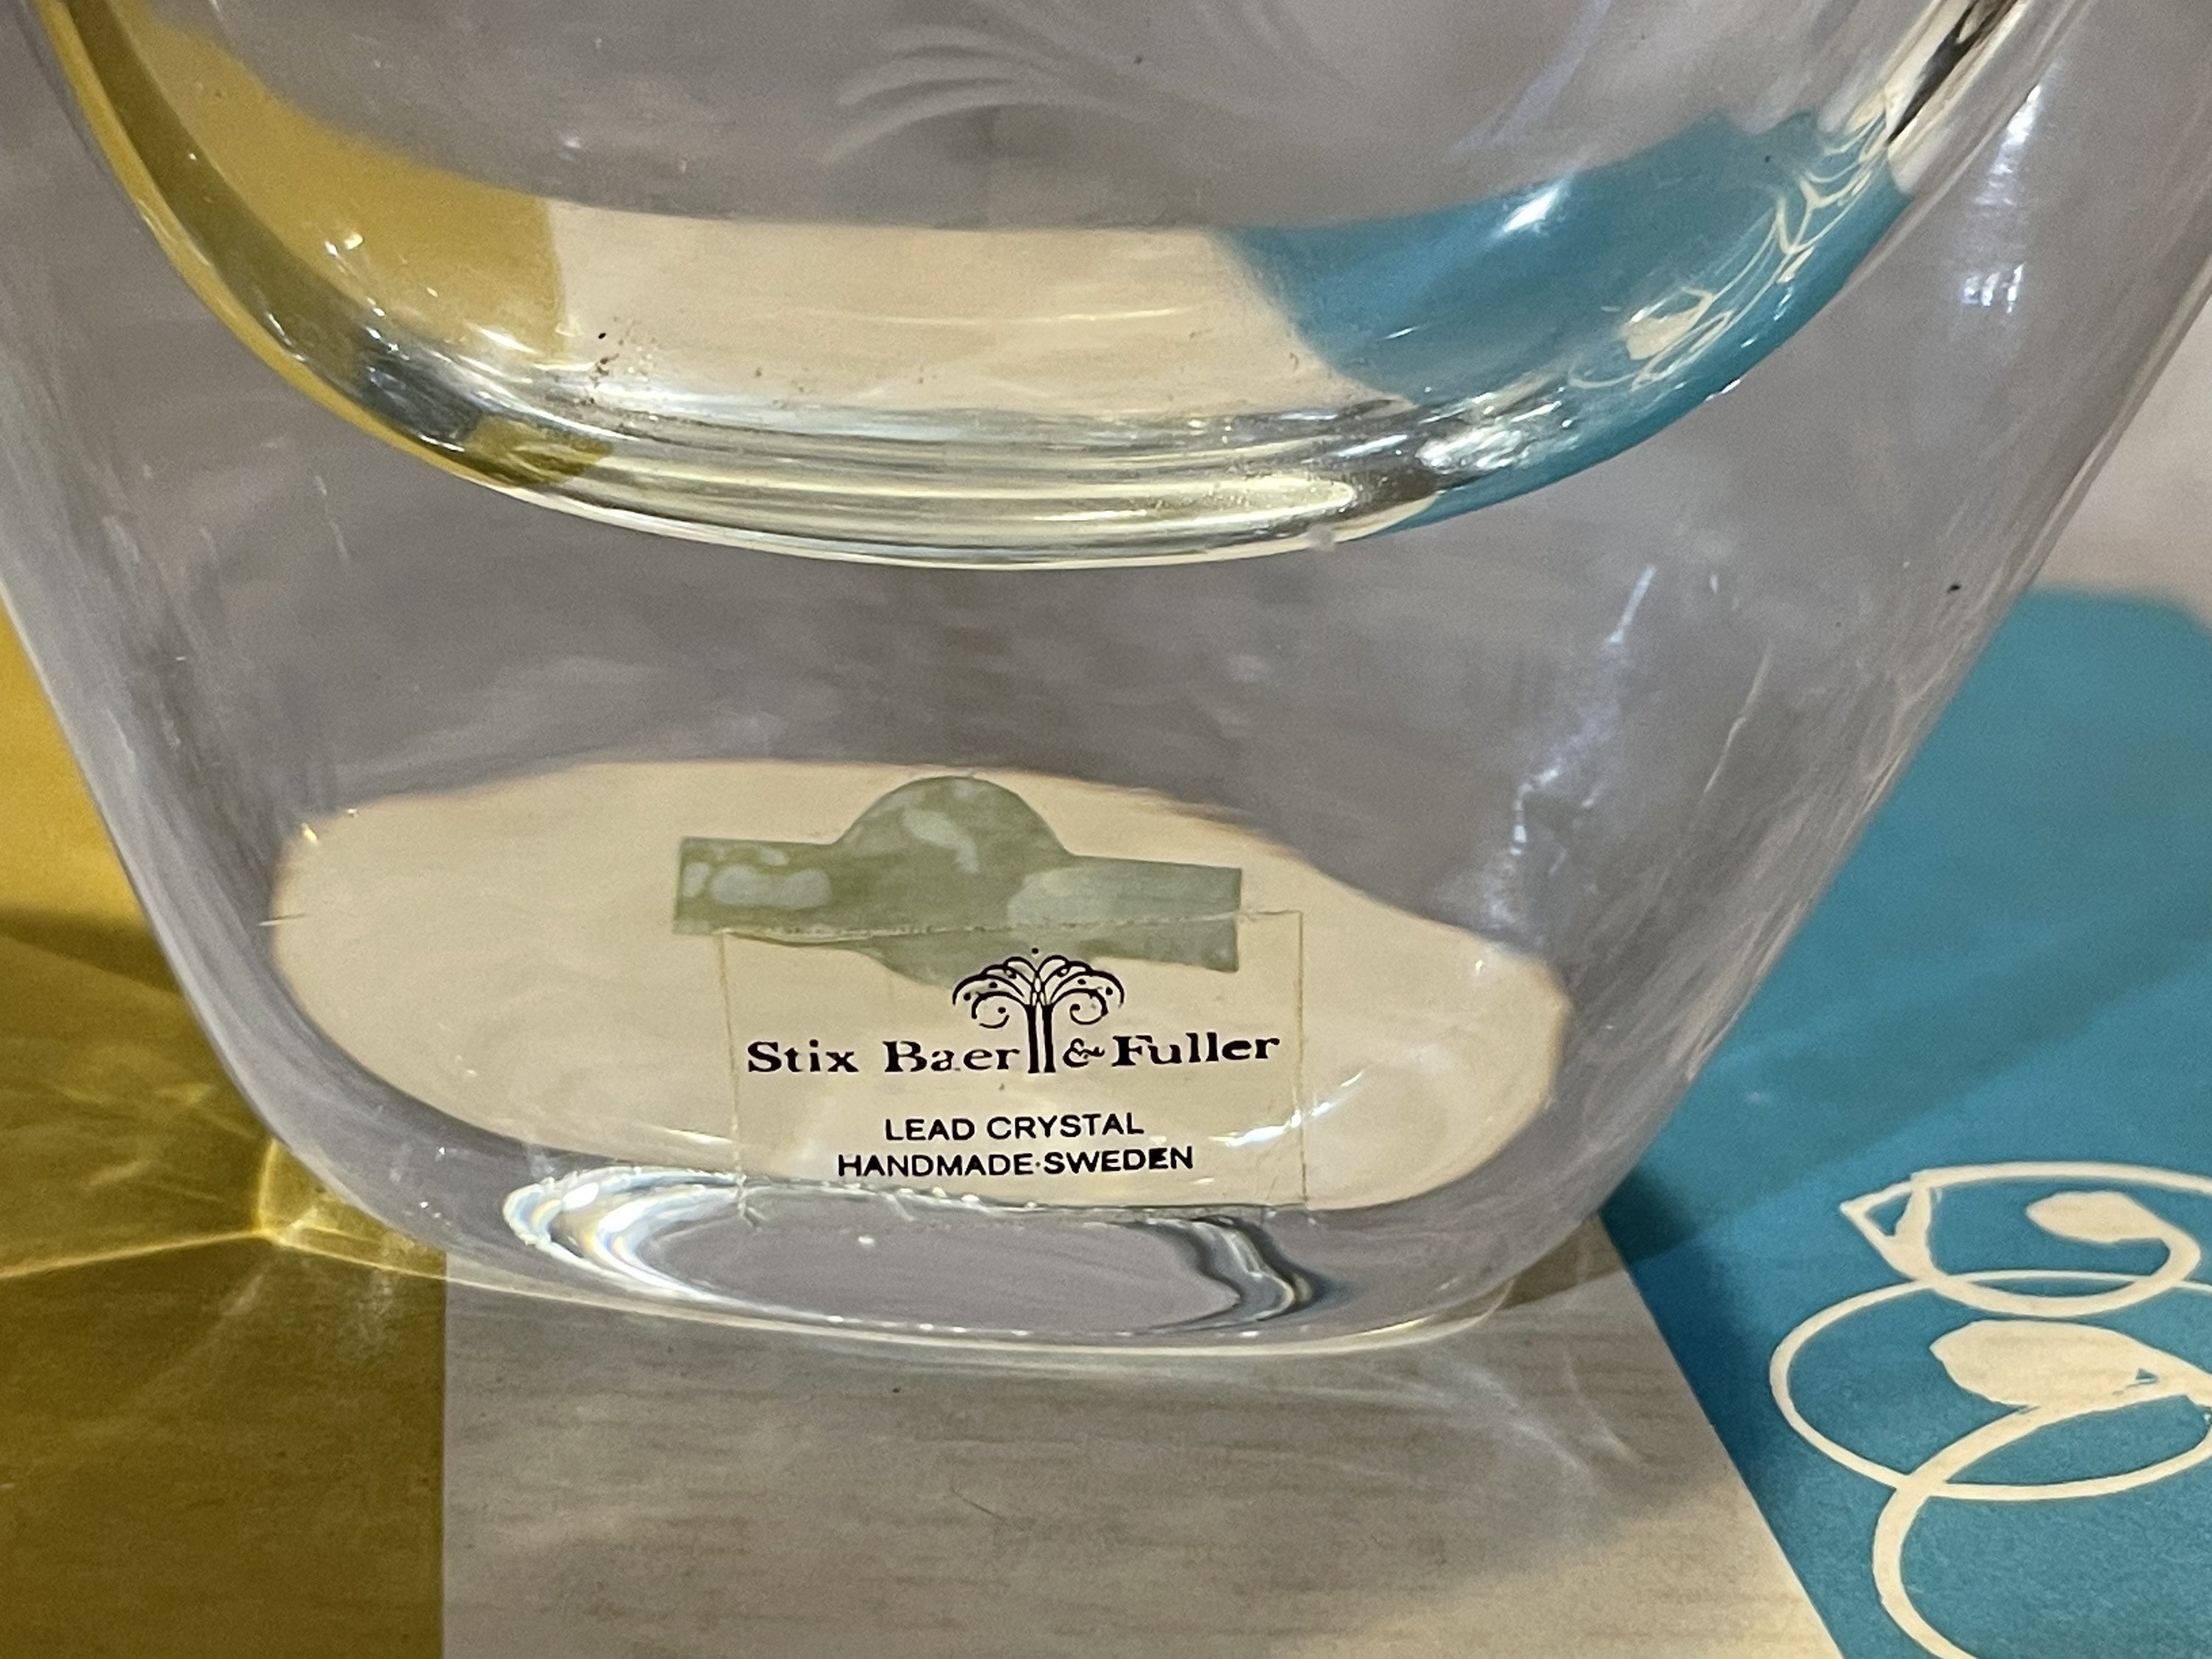 Stix Baer & Fuller
LEAD CRYSTAL
HANDMADE·SWEDEN